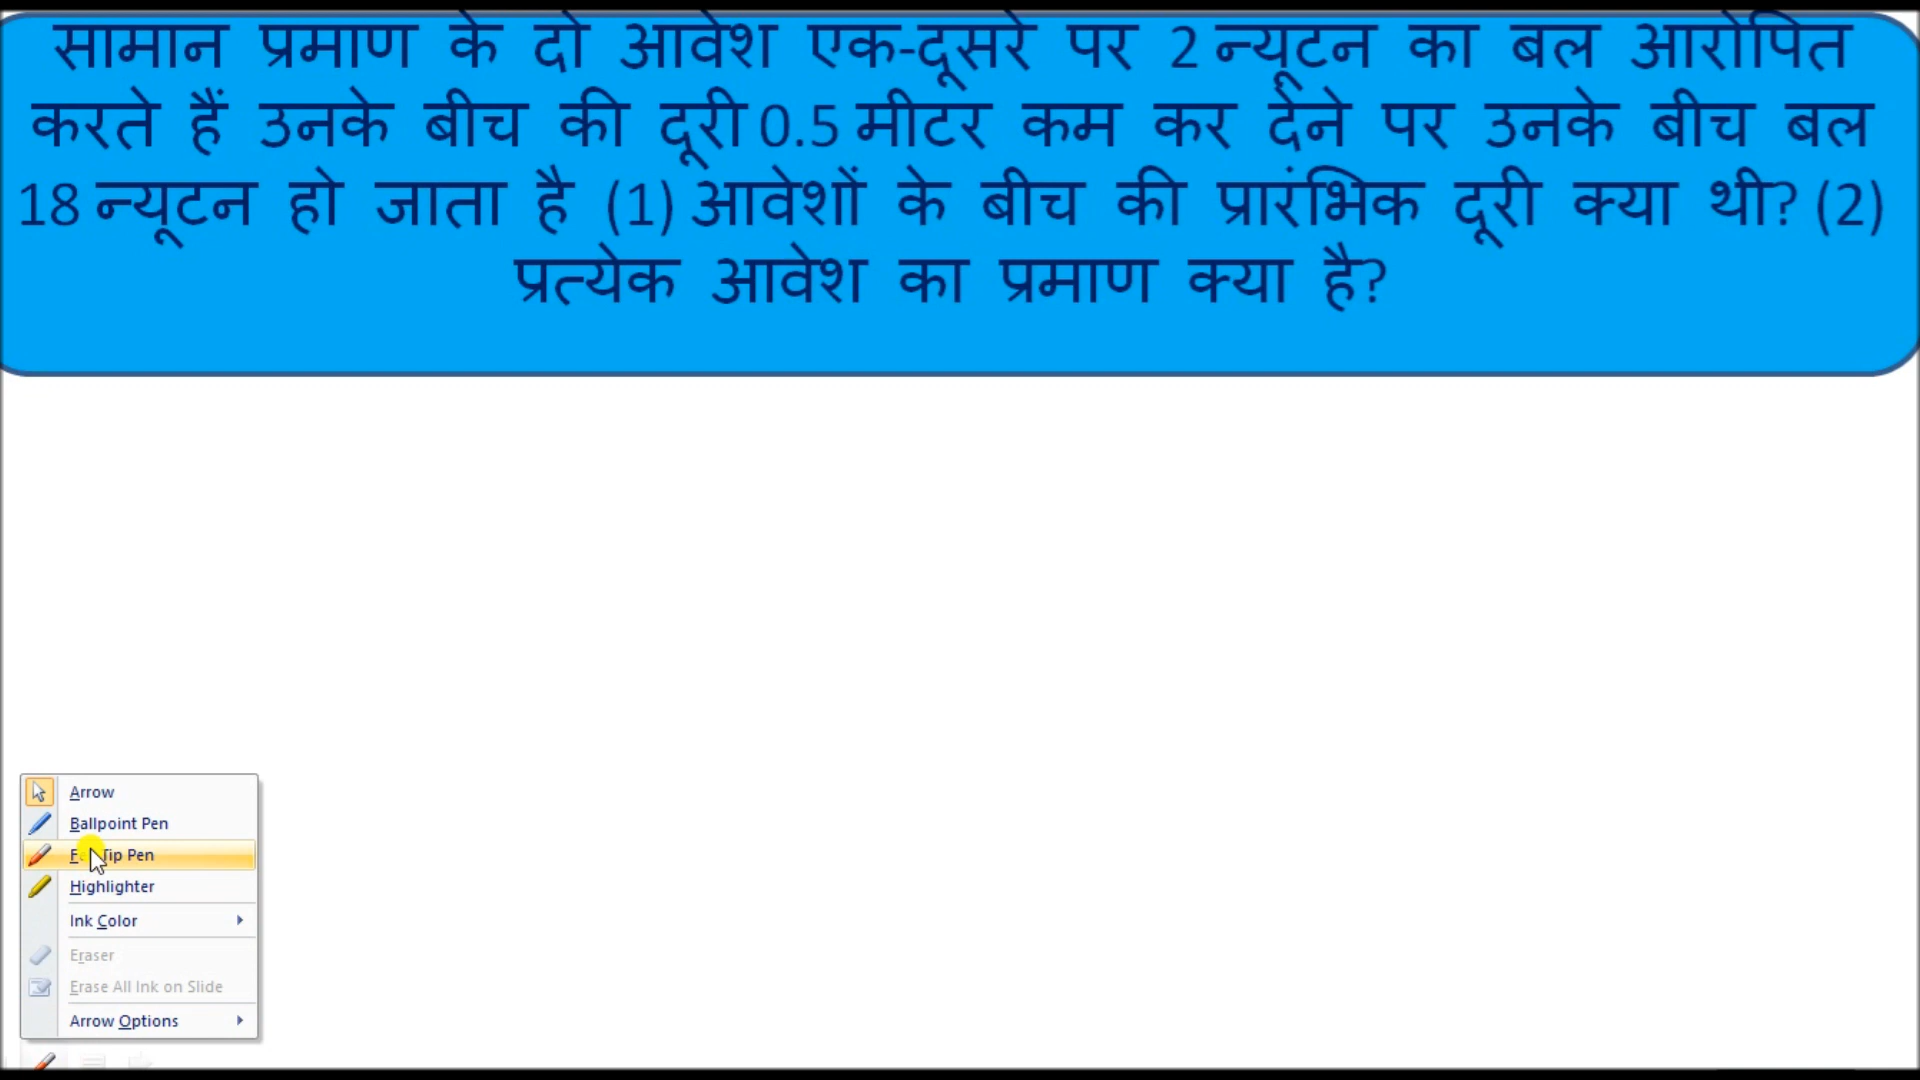 सामान प्रमाण के दो आवेश एक-दूसरे पर 2 न्यूटन का बल आरोपित
करते हैं उनके बीच की दूरी 0.5 मीटर कम कर देने पर उनके बीच बल
18 न्यूटन हो जाता है (1) आवेशों के बीच की प्रारंभिक दूरी क्या थी? (2)
प्रत्येक आवेश का प्रमाण क्या है?
Arrow
Ballpoint Pen
Tip Pen
Highlighter
Ink Color
Eraser
Erase All Ink on Slide
Arrow Options